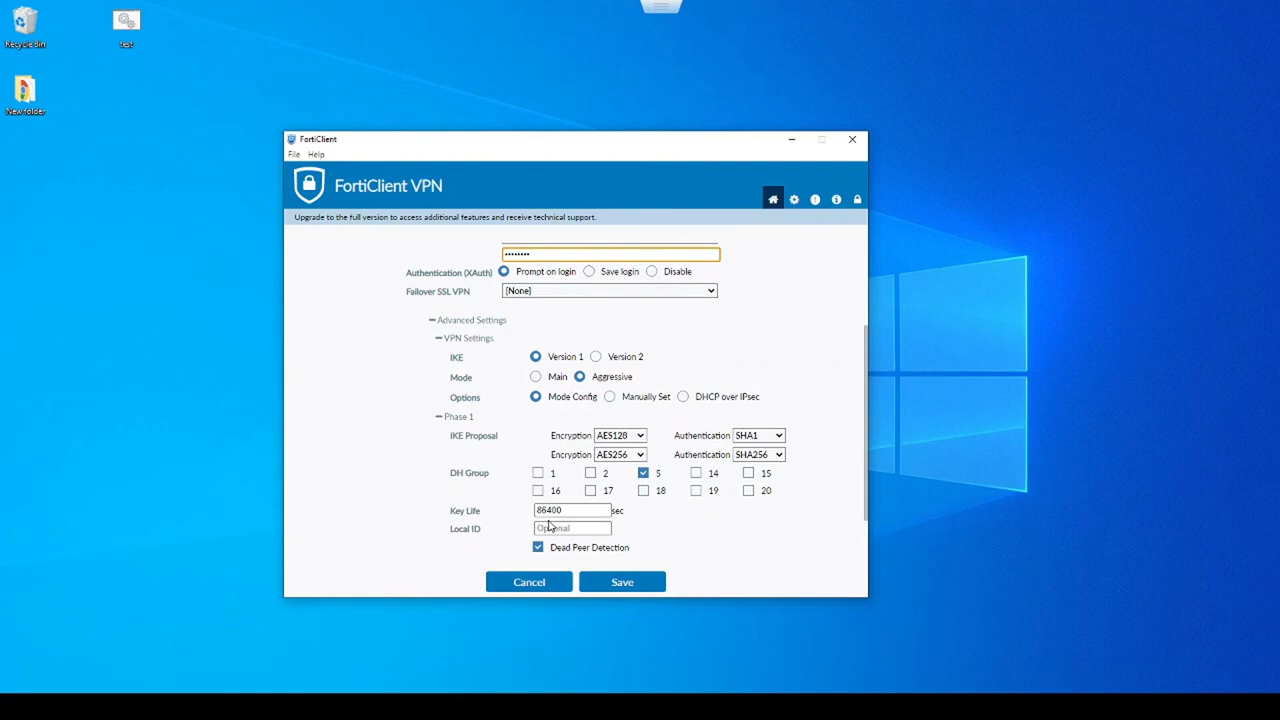 Recycle Bin
test
New folder
FortiClient
File Help
FortiClient VPN
Upgrade to the full version to access additional features and receive technical support.
••••••••
Authentication (XAuth) Prompt on login Save login Disable
Failover SSL VPN [None]
Advanced Settings
VPN Settings
IKE Version 1 Version 2
Mode Main Aggressive
Options Mode Config Manually Set DHCP over IPsec
Phase 1
IKE Proposal Encryption AES128 Authentication SHA1
Encryption AES256 Authentication SHA256
DH Group 1 2 5 14 15
16 17 18 19 20
Key Life 86400 sec
Local ID Optional
Dead Peer Detection
Cancel Save